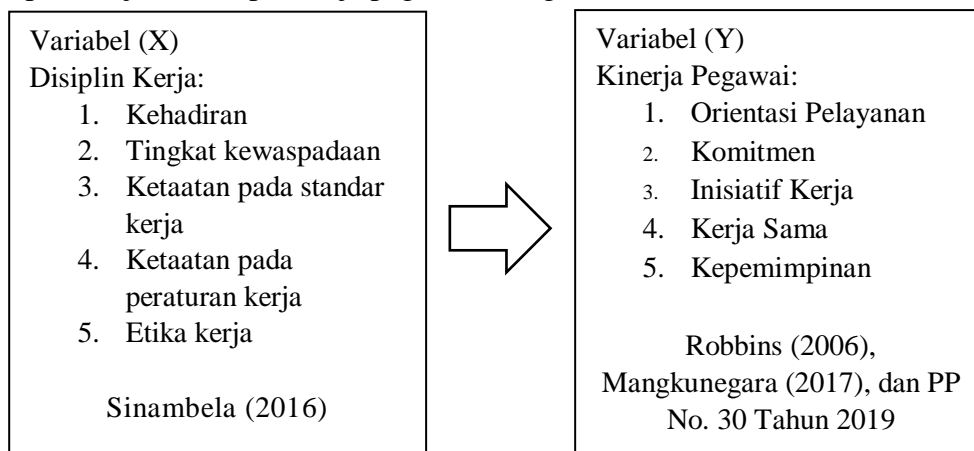 Variabel (X)
Disiplin Kerja:
1. Kehadiran
2. Tingkat kewaspadaan
3. Ketaatan pada standar
kerja
4. Ketaatan pada
peraturan kerja
5. Etika kerja
Sinambela (2016)
Variabel (Y)
Kinerja Pegawai:
1. Orientasi Pelayanan
2. Komitmen
3. Inisiatif Kerja
4. Kerja Sama
5. Kepemimpinan
Robbins (2006),
Mangkunegara (2017), dan PP
No. 30 Tahun 2019